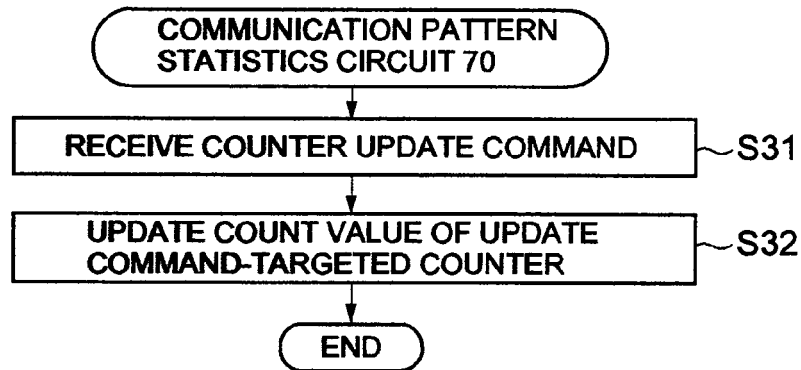 COMMUNICATION PATTERN
STATISTICS CIRCUIT 70
RECEIVE COUNTER UPDATE COMMAND
S31
UPDATE COUNT VALUE OF UPDATE
COMMAND-TARGETED COUNTER
S32
END